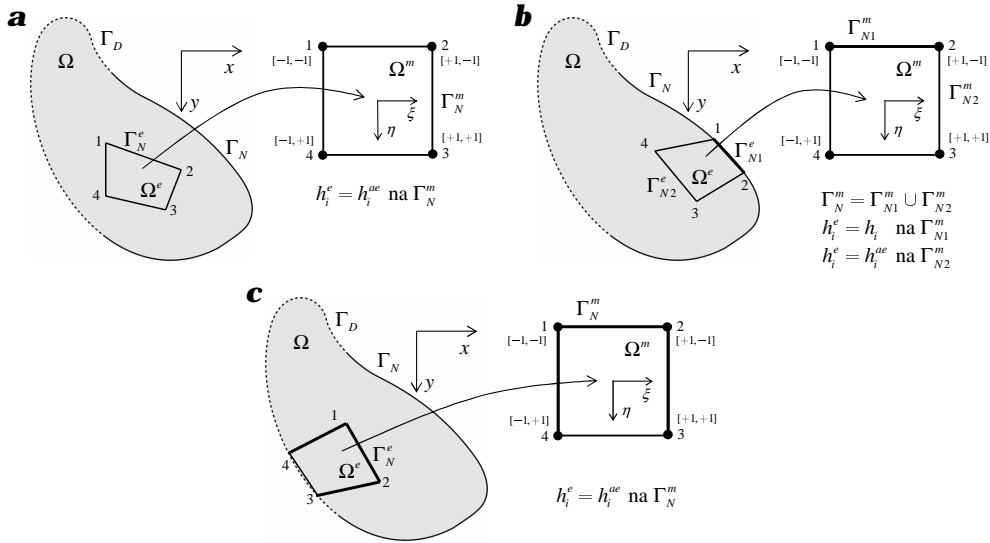 a
Ω
Γ_D
x
y
Γ_N
1
Γ_N^e
2
4
Ω^e
3
1
2
[-1,-1]
[+1,-1]
Ω^m
Γ_N^m
ξ
η
[-1,+1]
[+1,+1]
4
3
h_i^e = h_i^{ae} na Γ_N^m
b
Ω
Γ_D
x
y
Γ_N
1
4
Γ_{N1}^e
Ω^e
2
Γ_{N2}^e
3
Γ_{N1}^m
1
2
[-1,-1]
[+1,-1]
Ω^m
Γ_{N2}^m
ξ
η
[-1,+1]
[+1,+1]
4
3
Γ_N^m = Γ_{N1}^m ∪ Γ_{N2}^m
h_i^e = h_i na Γ_{N1}^m
h_i^e = h_i^{ae} na Γ_{N2}^m
c
Ω
Γ_D
x
y
Γ_N
1
4
Γ_N^e
Ω^e
2
3
Γ_N^m
1
2
[-1,-1]
[+1,-1]
Ω^m
ξ
η
[-1,+1]
[+1,+1]
4
3
h_i^e = h_i^{ae} na Γ_N^m